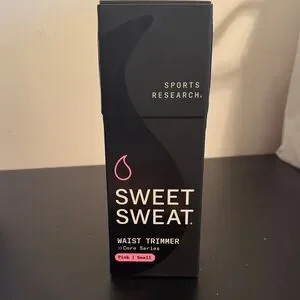 SPORTS
RESEARCH.
SWEET
SWEAT.
WAIST TRIMMER
»Core Series
Pink | Small